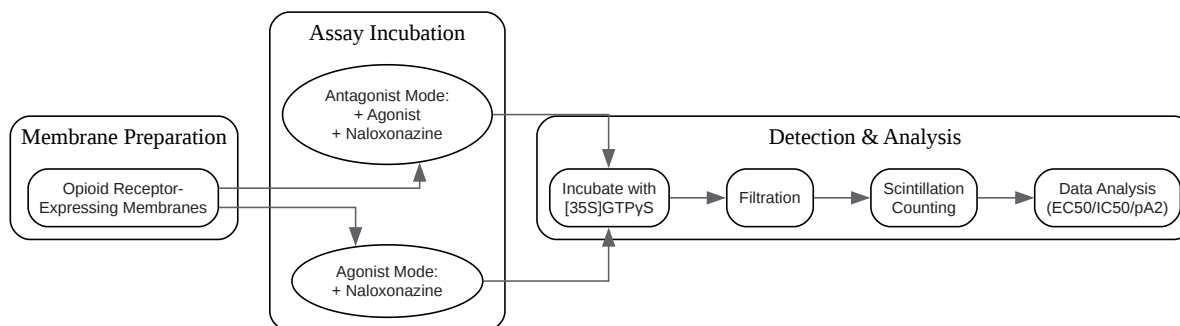 Membrane Preparation
Opioid Receptor-
Expressing Membranes
Assay Incubation
Antagonist Mode:
+ Agonist
+ Naloxonazine
Agonist Mode:
+ Naloxonazine
Detection & Analysis
Incubate with
[35S]GTPγS
Filtration
Scintillation
Counting
Data Analysis
(EC50/IC50/pA2)